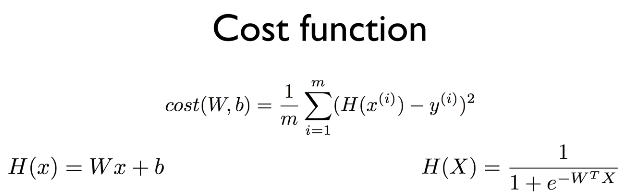 Cost function
cost(W, b) = \frac{1}{m} \sum_{i=1}^{m} (H(x^{(i)}) - y^{(i)})^2
H(x) = Wx + b
H(X) = \frac{1}{1 + e^{-W^T X}}